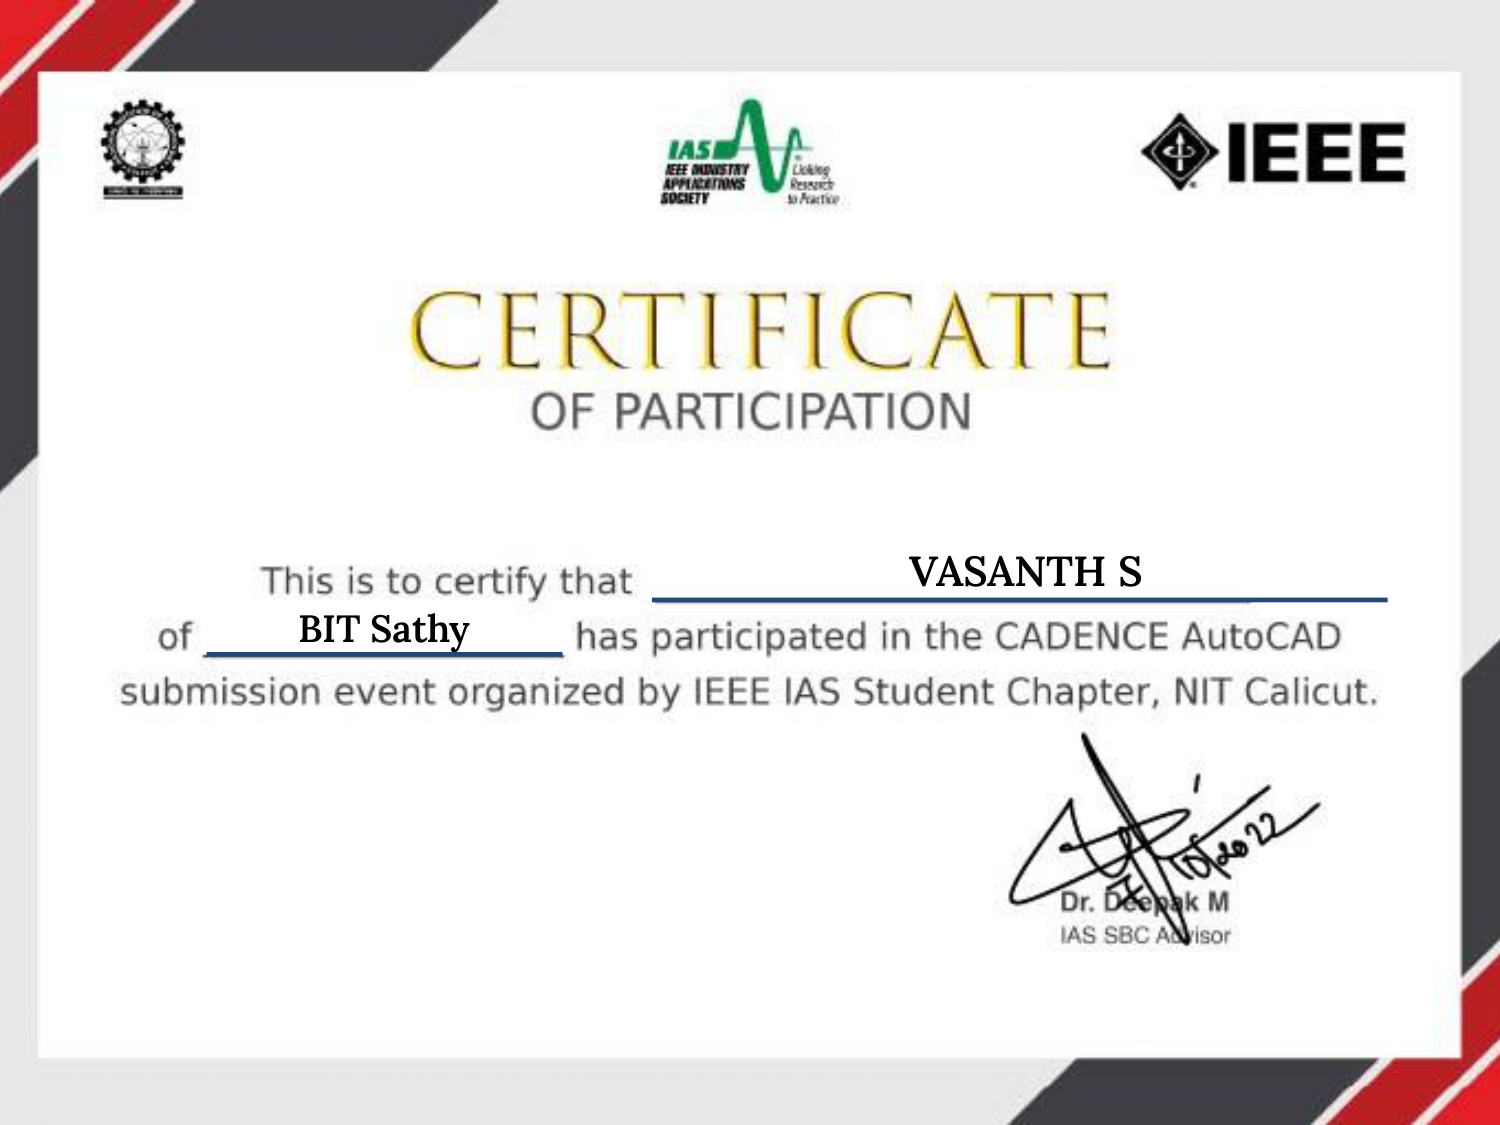 IAS
IEEE INDUSTRY
APPLICATIONS
SOCIETY
Linking
Research
to Practice
IEEE
CERTIFICATE
OF PARTICIPATION
This is to certify that VASANTH S
of BIT Sathy has participated in the CADENCE AutoCAD
submission event organized by IEEE IAS Student Chapter, NIT Calicut.
7/10/2022
Dr. Deepak M
IAS SBC Advisor